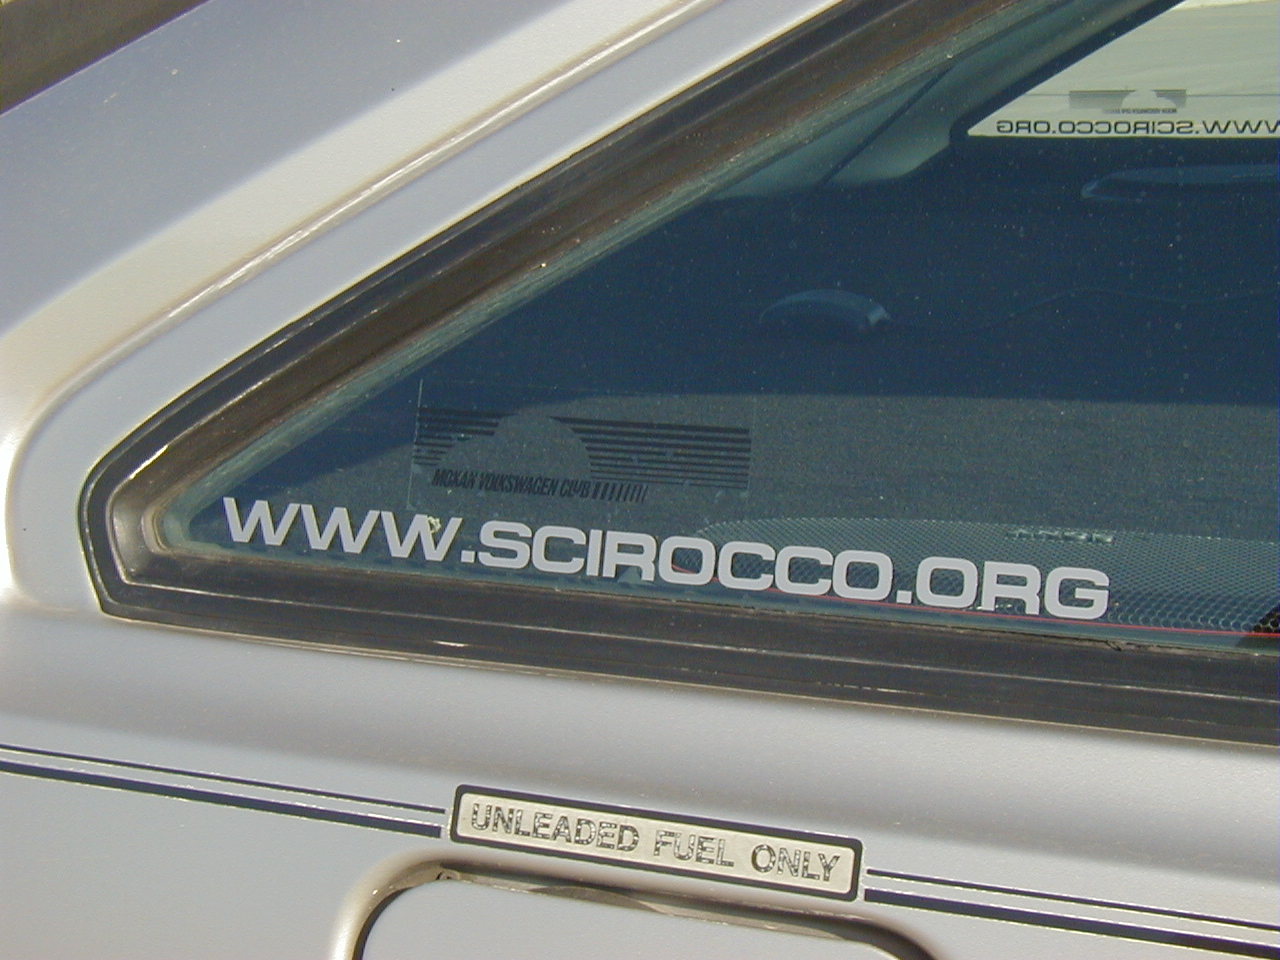 WWW.SCIROCCO.ORG
MOKAN VOLKSWAGEN CLUB
WWW.SCIROCCO.ORG
UNLEADED FUEL ONLY